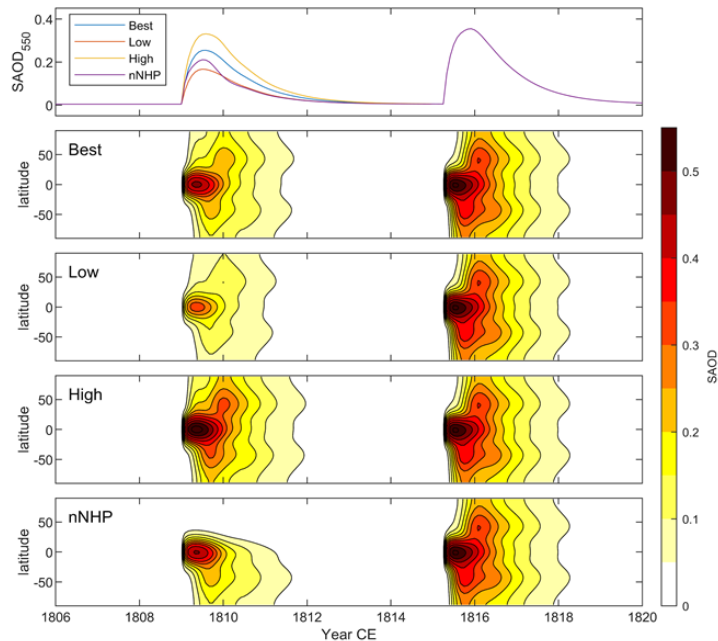 0.4
0.2
0
SAOD550
Best
Low
High
nNHP
Best
50
0
-50
latitude
Low
50
0
-50
latitude
High
50
0
-50
latitude
nNHP
50
0
-50
latitude
1806
1808
1810
1812
1814
1816
1818
1820
Year CE
0.5
0.4
0.3
0.2
0.1
0
SAOD